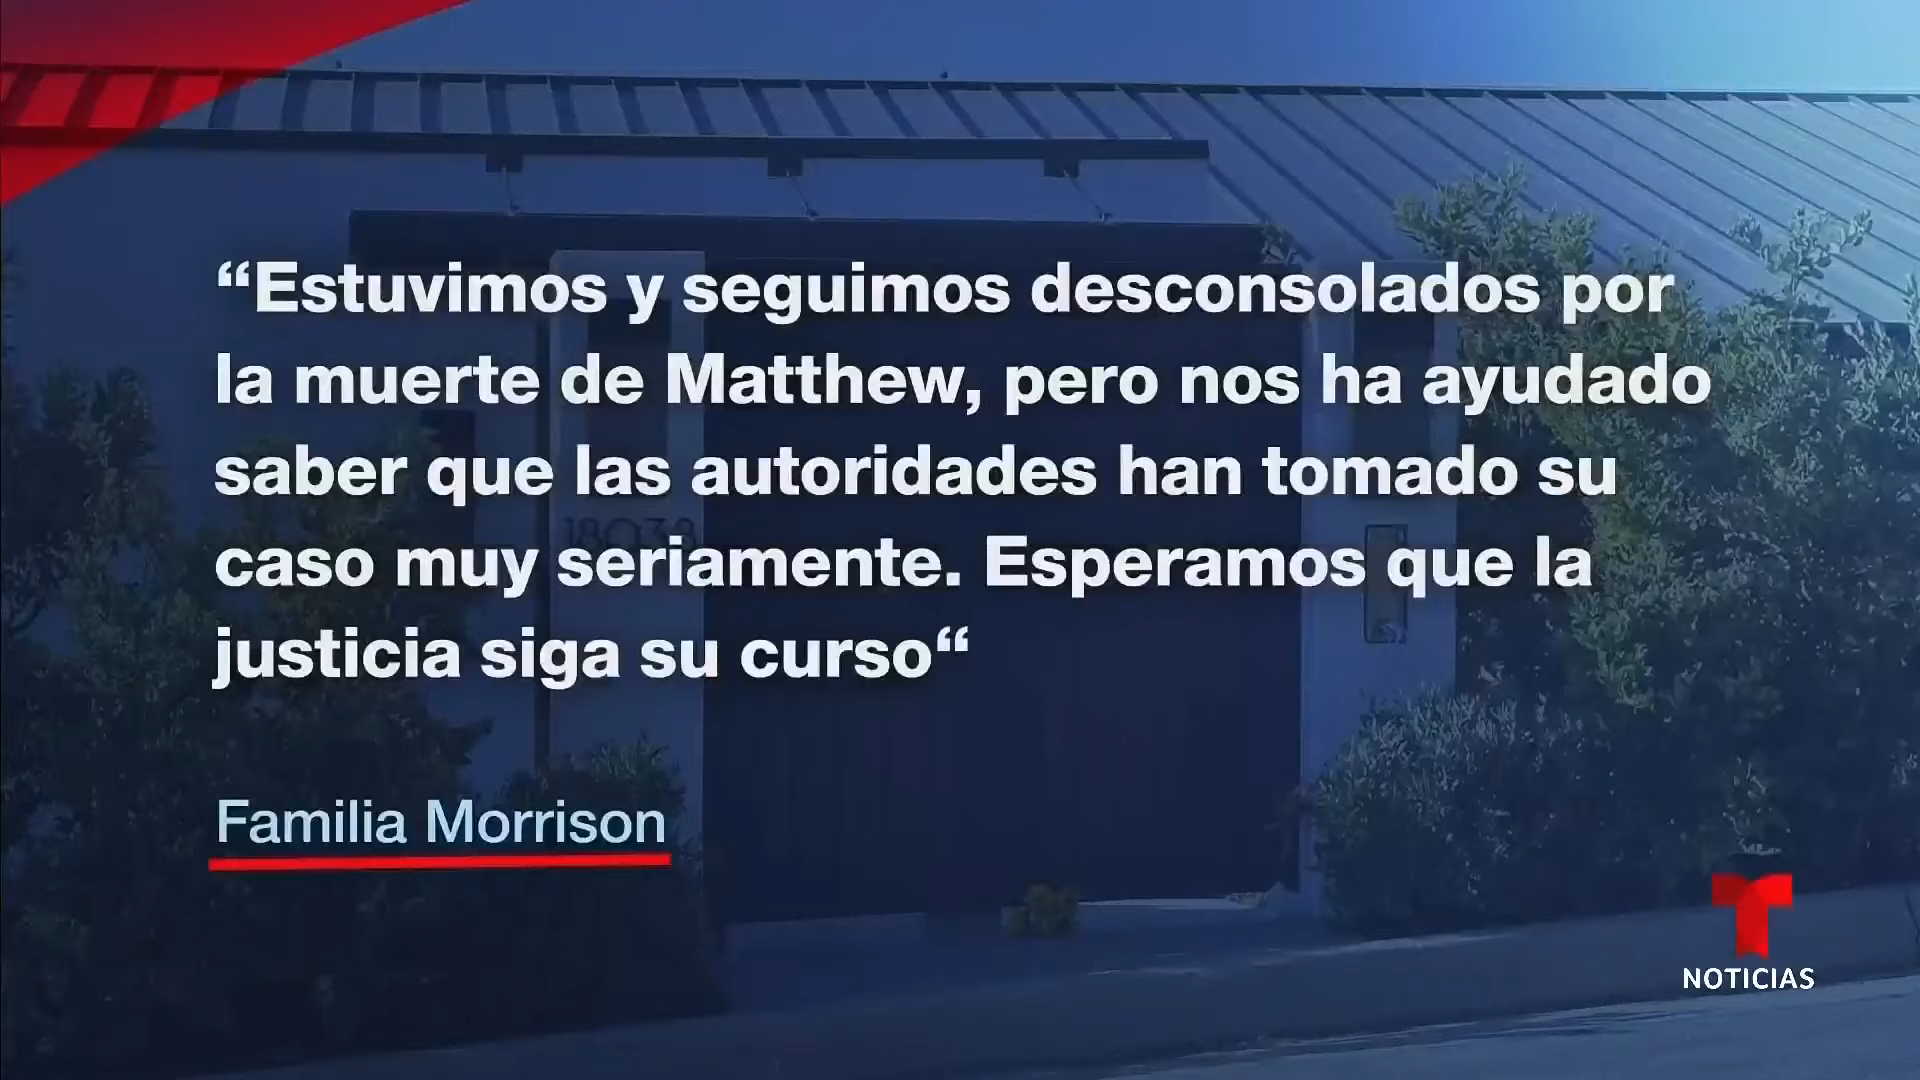 “Estuvimos y seguimos desconsolados por
la muerte de Matthew, pero nos ha ayudado
saber que las autoridades han tomado su
caso muy seriamente. Esperamos que la
justicia siga su curso“
18038
Familia Morrison
NOTICIAS